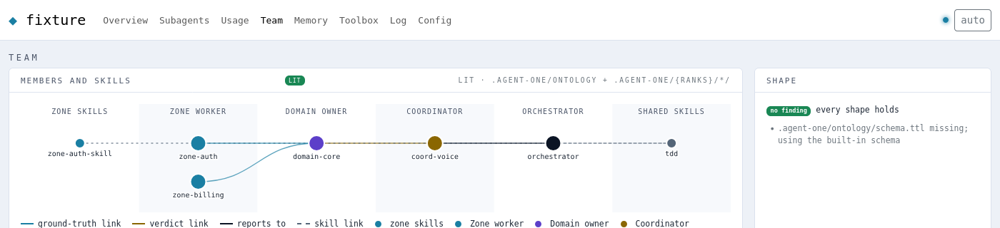 fixture Overview Subagents Usage Team Memory Toolbox Log Config auto
TEAM
MEMBERS AND SKILLS LIT LIT · .AGENT-ONE/ONTOLOGY + .AGENT-ONE/{RANKS}/*/
ZONE SKILLS ZONE WORKER DOMAIN OWNER COORDINATOR ORCHESTRATOR SHARED SKILLS
zone-auth-skill zone-auth domain-core coord-voice orchestrator tdd
zone-billing
ground-truth link verdict link reports to skill link zone skills Zone worker Domain owner Coordinator
SHAPE
no finding every shape holds
• .agent-one/ontology/schema.ttl missing;
using the built-in schema